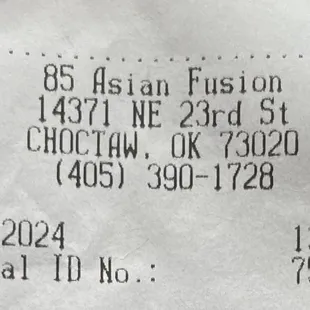 85 Asian Fusion
14371 NE 23rd St
CHOCTAW, OK 73020
(405) 390-1728
2024
al ID No.: